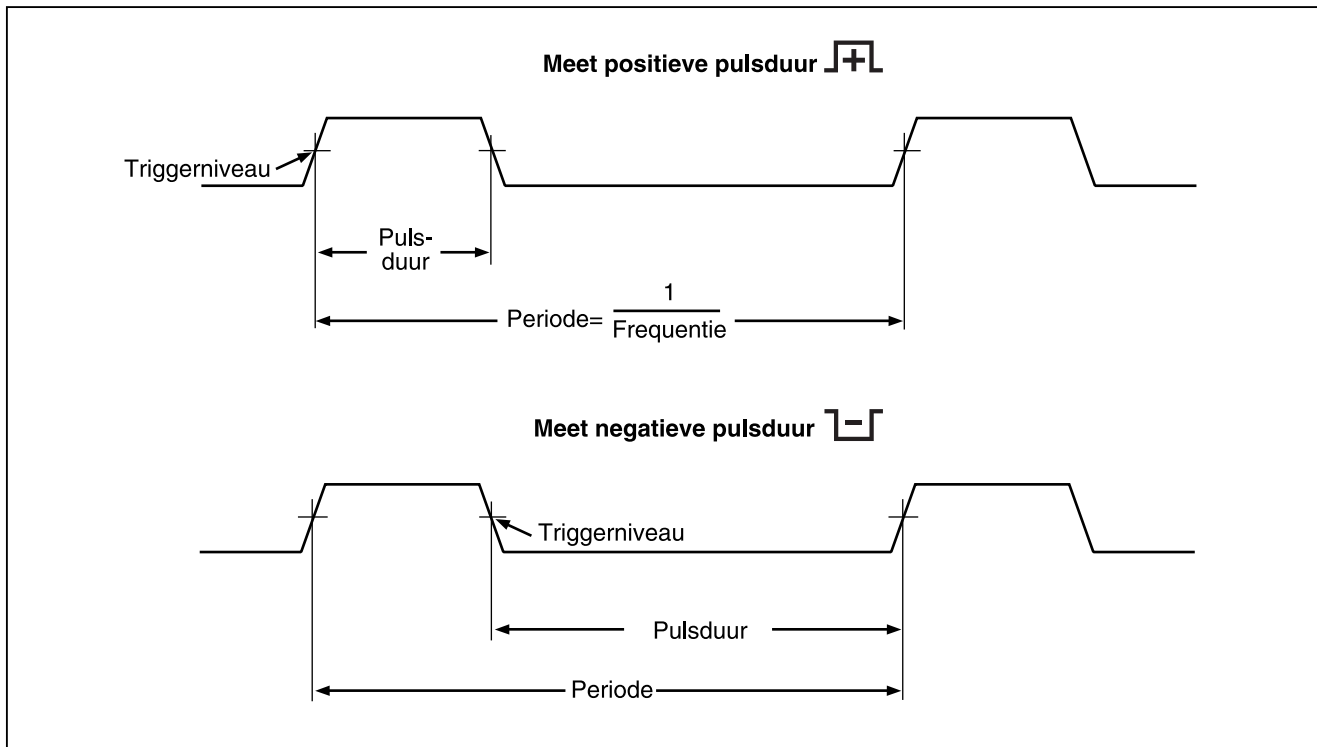 Meet positieve pulsduur +
Triggerniveau
Puls-
duur
Periode= 1
Frequentie
Meet negatieve pulsduur -
Triggerniveau
Pulsduur
Periode